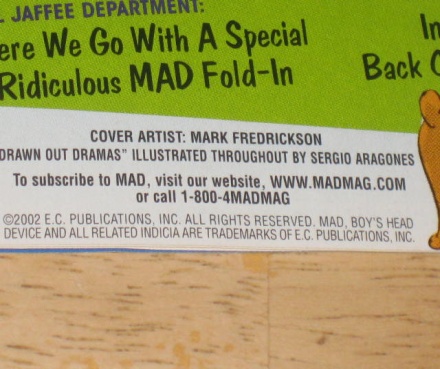 L JAFFEE DEPARTMENT:
ere We Go With A Special
In
Ridiculous MAD Fold-In
Back
COVER ARTIST: MARK FREDRICKSON
DRAWN OUT DRAMAS" ILLUSTRATED THROUGHOUT BY SERGIO ARAGONES
To subscribe to MAD, visit our website, WWW.MADMAG.COM
or call 1-800-4MADMAG
©2002 E.C. PUBLICATIONS, INC. ALL RIGHTS RESERVED. MAD, BOY'S HEAD
DEVICE AND ALL RELATED INDICIA ARE TRADEMARKS OF E.C. PUBLICATIONS, INC.